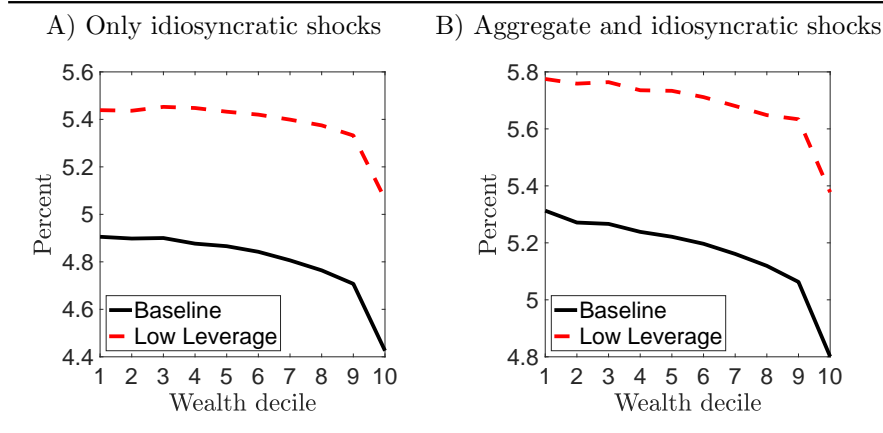 A) Only idiosyncratic shocks
5.6
5.4
5.2
5
4.8
4.6
4.4
Percent
Baseline
Low Leverage
1 2 3 4 5 6 7 8 9 10
Wealth decile
B) Aggregate and idiosyncratic shocks
5.8
5.6
5.4
5.2
5
4.8
Percent
Baseline
Low Leverage
1 2 3 4 5 6 7 8 9 10
Wealth decile